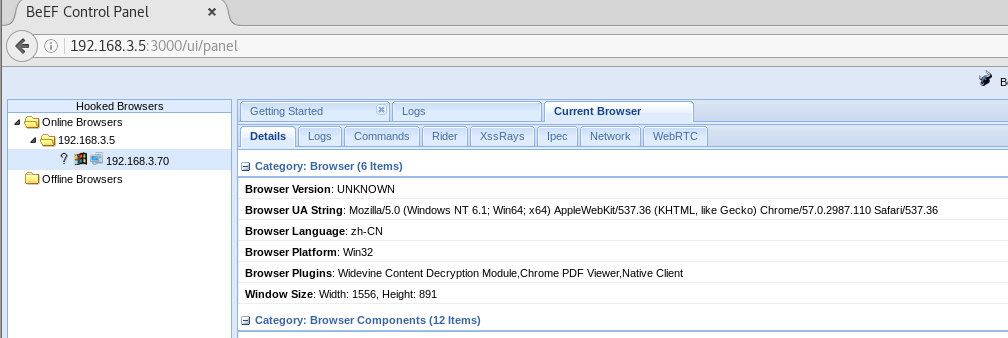 BeEF Control Panel ×
192.168.3.5:3000/ui/panel
Hooked Browsers
Online Browsers
192.168.3.5
? 192.168.3.70
Offline Browsers
Getting Started Logs Current Browser
Details Logs Commands Rider XssRays Ipec Network WebRTC
Category: Browser (6 Items)
Browser Version: UNKNOWN
Browser UA String: Mozilla/5.0 (Windows NT 6.1; Win64; x64) AppleWebKit/537.36 (KHTML, like Gecko) Chrome/57.0.2987.110 Safari/537.36
Browser Language: zh-CN
Browser Platform: Win32
Browser Plugins: Widevine Content Decryption Module,Chrome PDF Viewer,Native Client
Window Size: Width: 1556, Height: 891
Category: Browser Components (12 Items)